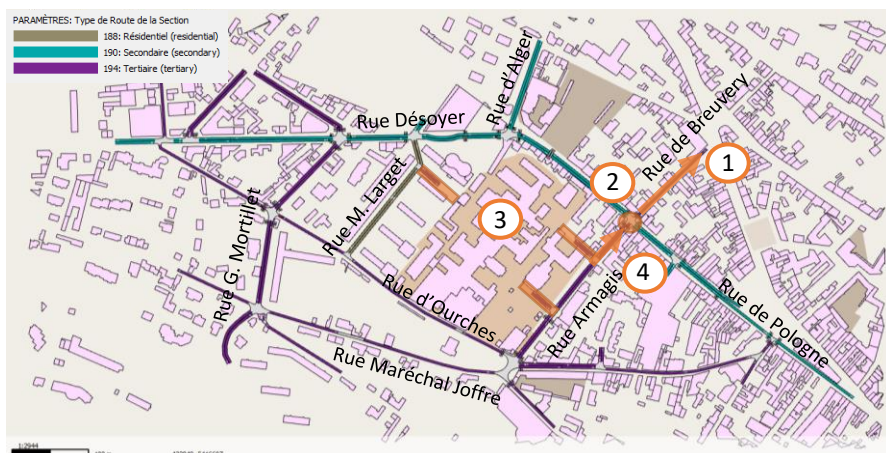 PARAMÈTRES: Type de Route de la Section
188: Résidentiel (residential)
190: Secondaire (secondary)
194: Tertiaire (tertiary)
Rue Désoyer
Rue d'Alger
Rue de Breuvery
1
2
3
4
Rue M. Larget
Rue G. Mortillet
Rue d'Ourches
Rue Armagis
Rue de Pologne
Rue Maréchal Joffre
1:2944